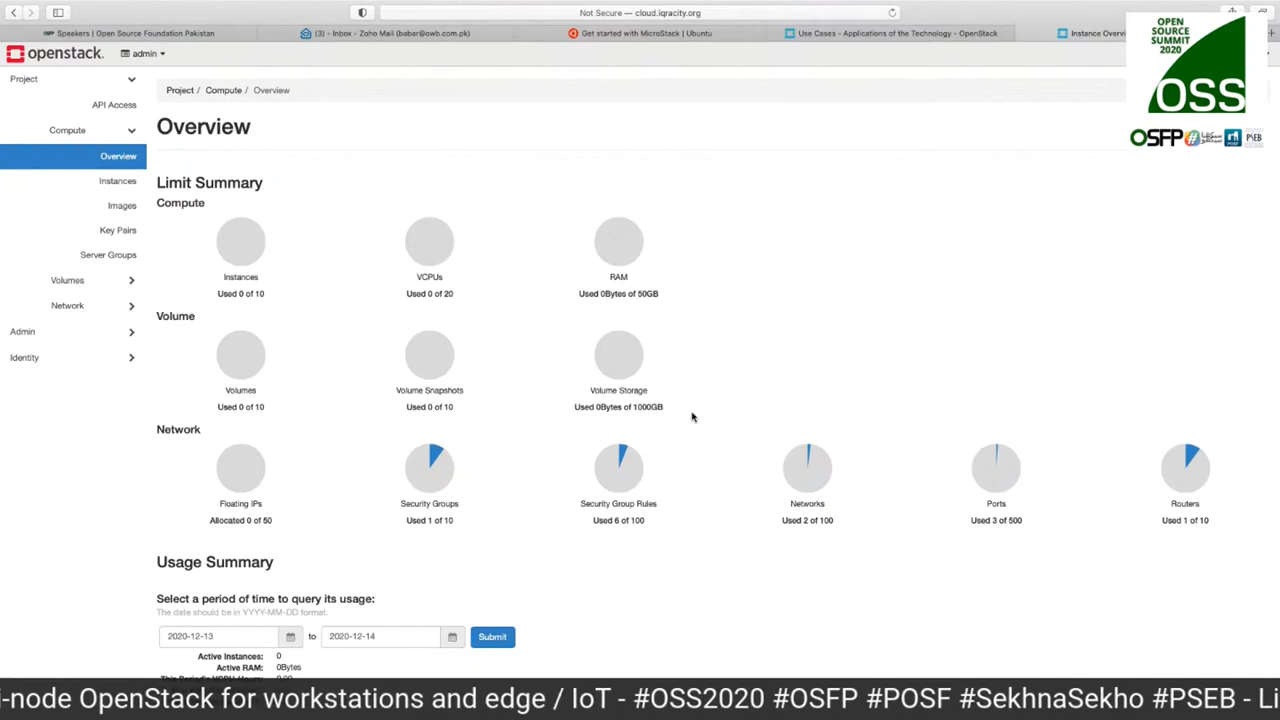 Not Secure — cloud.iqracity.org
Speakers | Open Source Foundation Pakistan
(3) - Inbox - Zoho Mail (babar@owb.com.pk)
Get started with MicroStack | Ubuntu
Use Cases - Applications of the Technology - OpenStack
Instance Overvi
OPEN
SOURCE
SUMMIT
2020
OSS
OSFP
POSF
PSEB
openstack.
admin
Project
API Access
Compute
Overview
Instances
Images
Key Pairs
Server Groups
Volumes
Network
Admin
Identity
Project / Compute / Overview
Overview
Limit Summary
Compute
Instances
Used 0 of 10
VCPUs
Used 0 of 20
RAM
Used 0Bytes of 50GB
Volume
Volumes
Used 0 of 10
Volume Snapshots
Used 0 of 10
Volume Storage
Used 0Bytes of 1000GB
Network
Floating IPs
Allocated 0 of 50
Security Groups
Used 1 of 10
Security Group Rules
Used 6 of 100
Networks
Used 2 of 100
Ports
Used 3 of 500
Routers
Used 1 of 10
Usage Summary
Select a period of time to query its usage:
The date should be in YYYY-MM-DD format.
2020-12-13 to 2020-12-14 Submit
Active Instances: 0
Active RAM: 0Bytes
i-node OpenStack for workstations and edge / IoT - #OSS2020 #OSFP #POSF #SekhnaSekho #PSEB - Li